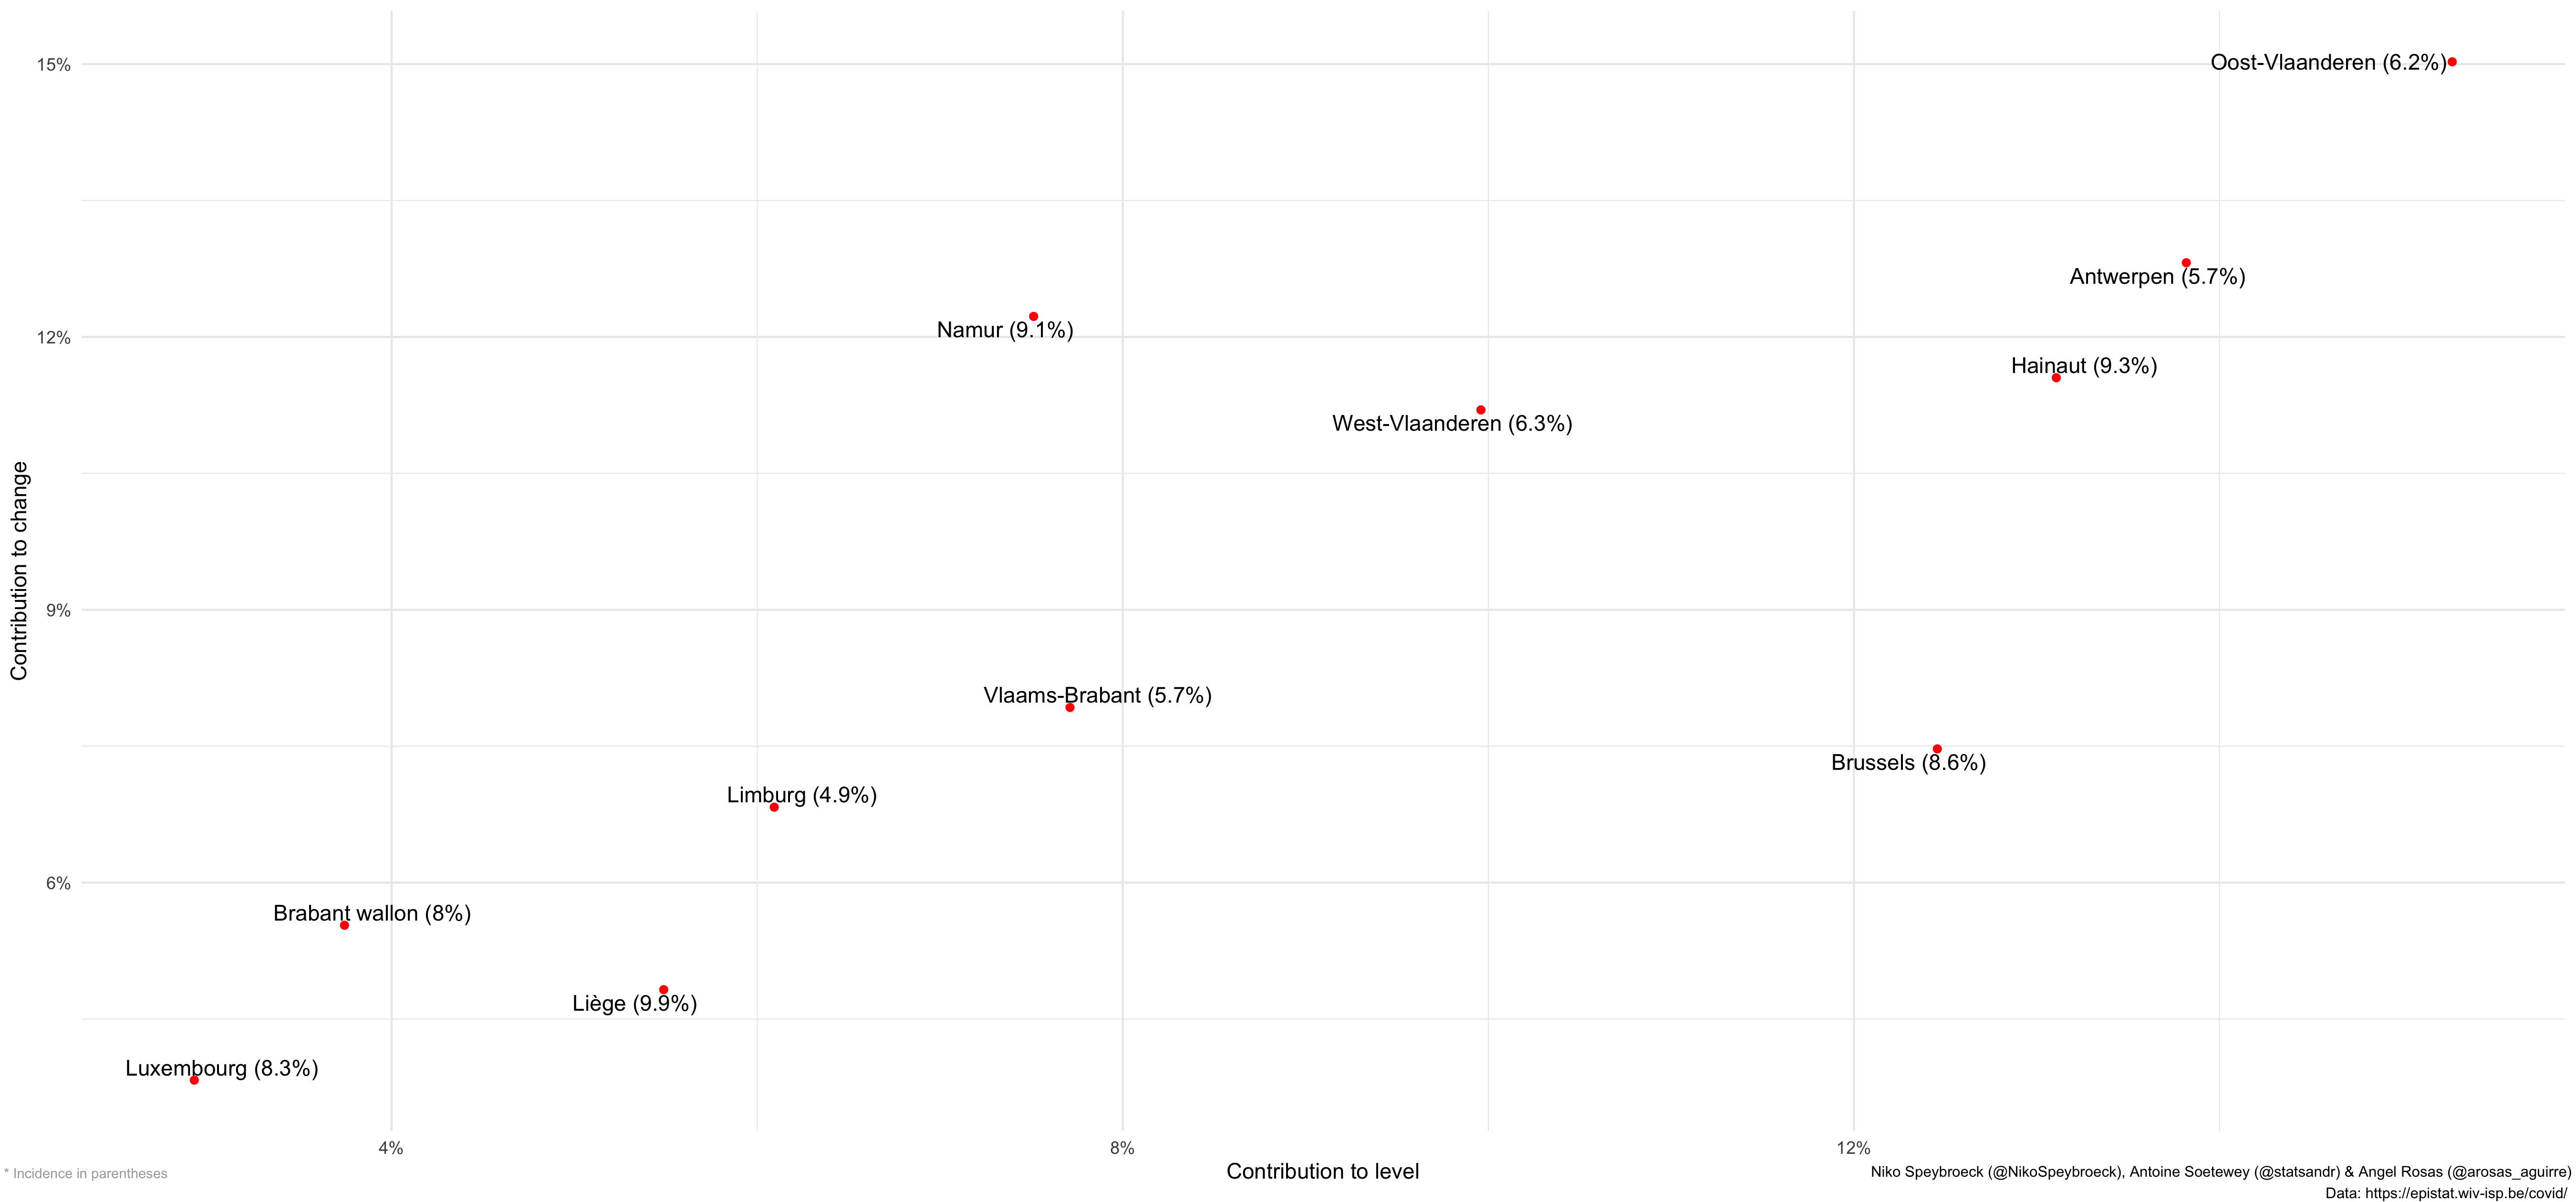 15%
Oost-Vlaanderen (6.2%)
Antwerpen (5.7%)
Namur (9.1%)
12%
Hainaut (9.3%)
West-Vlaanderen (6.3%)
Contribution to change
9%
Vlaams-Brabant (5.7%)
Brussels (8.6%)
Limburg (4.9%)
6%
Brabant wallon (8%)
Liège (9.9%)
Luxembourg (8.3%)
4%
8%
12%
Contribution to level
* Incidence in parentheses
Niko Speybroeck (@NikoSpeybroeck), Antoine Soetewey (@statsandr) & Angel Rosas (@arosas_aguirre)
Data: https://epistat.wiv-isp.be/covid/